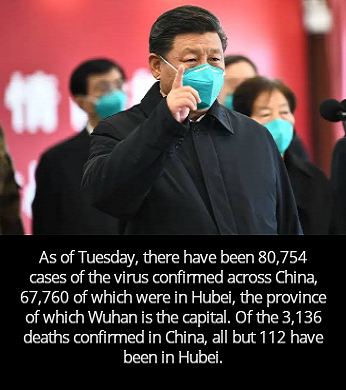 As of Tuesday, there have been 80,754
cases of the virus confirmed across China,
67,760 of which were in Hubei, the province
of which Wuhan is the capital. Of the 3,136
deaths confirmed in China, all but 112 have
been in Hubei.